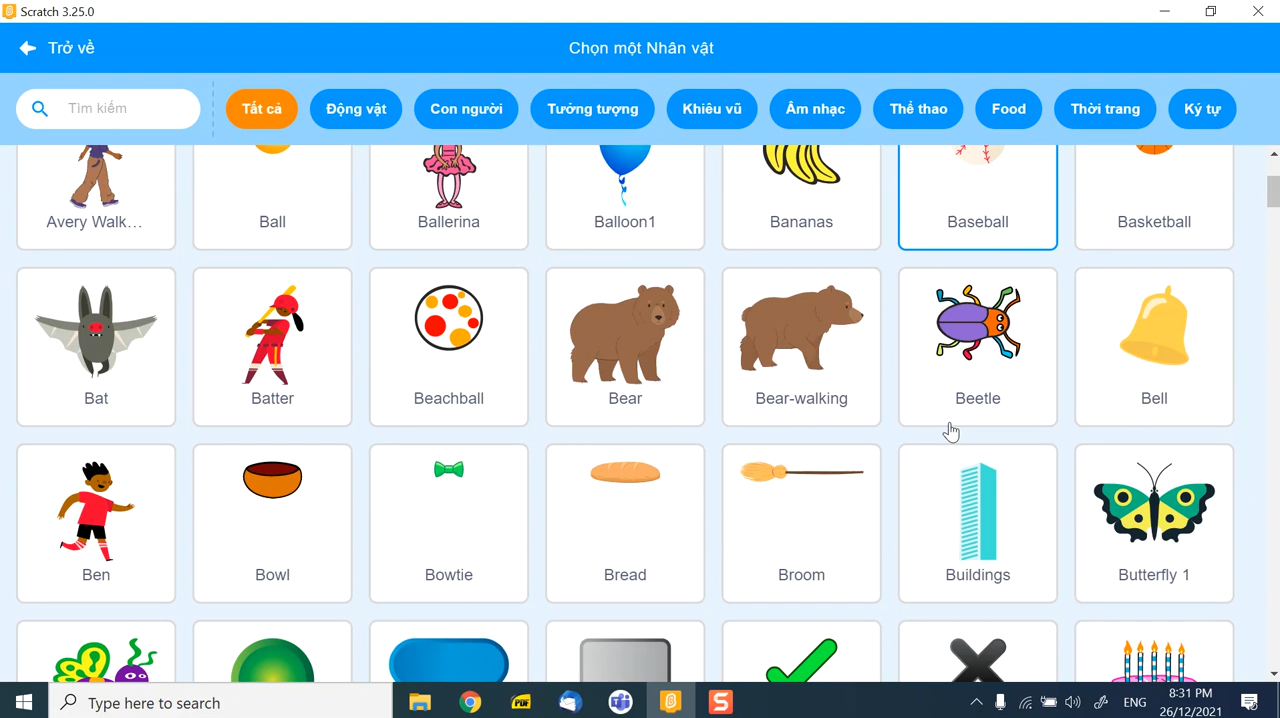 Scratch 3.25.0
Trở về
Chọn một Nhân vật
Tìm kiếm
Tất cả
Động vật
Con người
Tưởng tượng
Khiêu vũ
Âm nhạc
Thể thao
Food
Thời trang
Ký tự
Avery Walk...
Ball
Ballerina
Balloon1
Bananas
Baseball
Basketball
Bat
Batter
Beachball
Bear
Bear-walking
Beetle
Bell
Ben
Bowl
Bowtie
Bread
Broom
Buildings
Butterfly 1
Type here to search
PDF
ENG
8:31 PM
26/12/2021